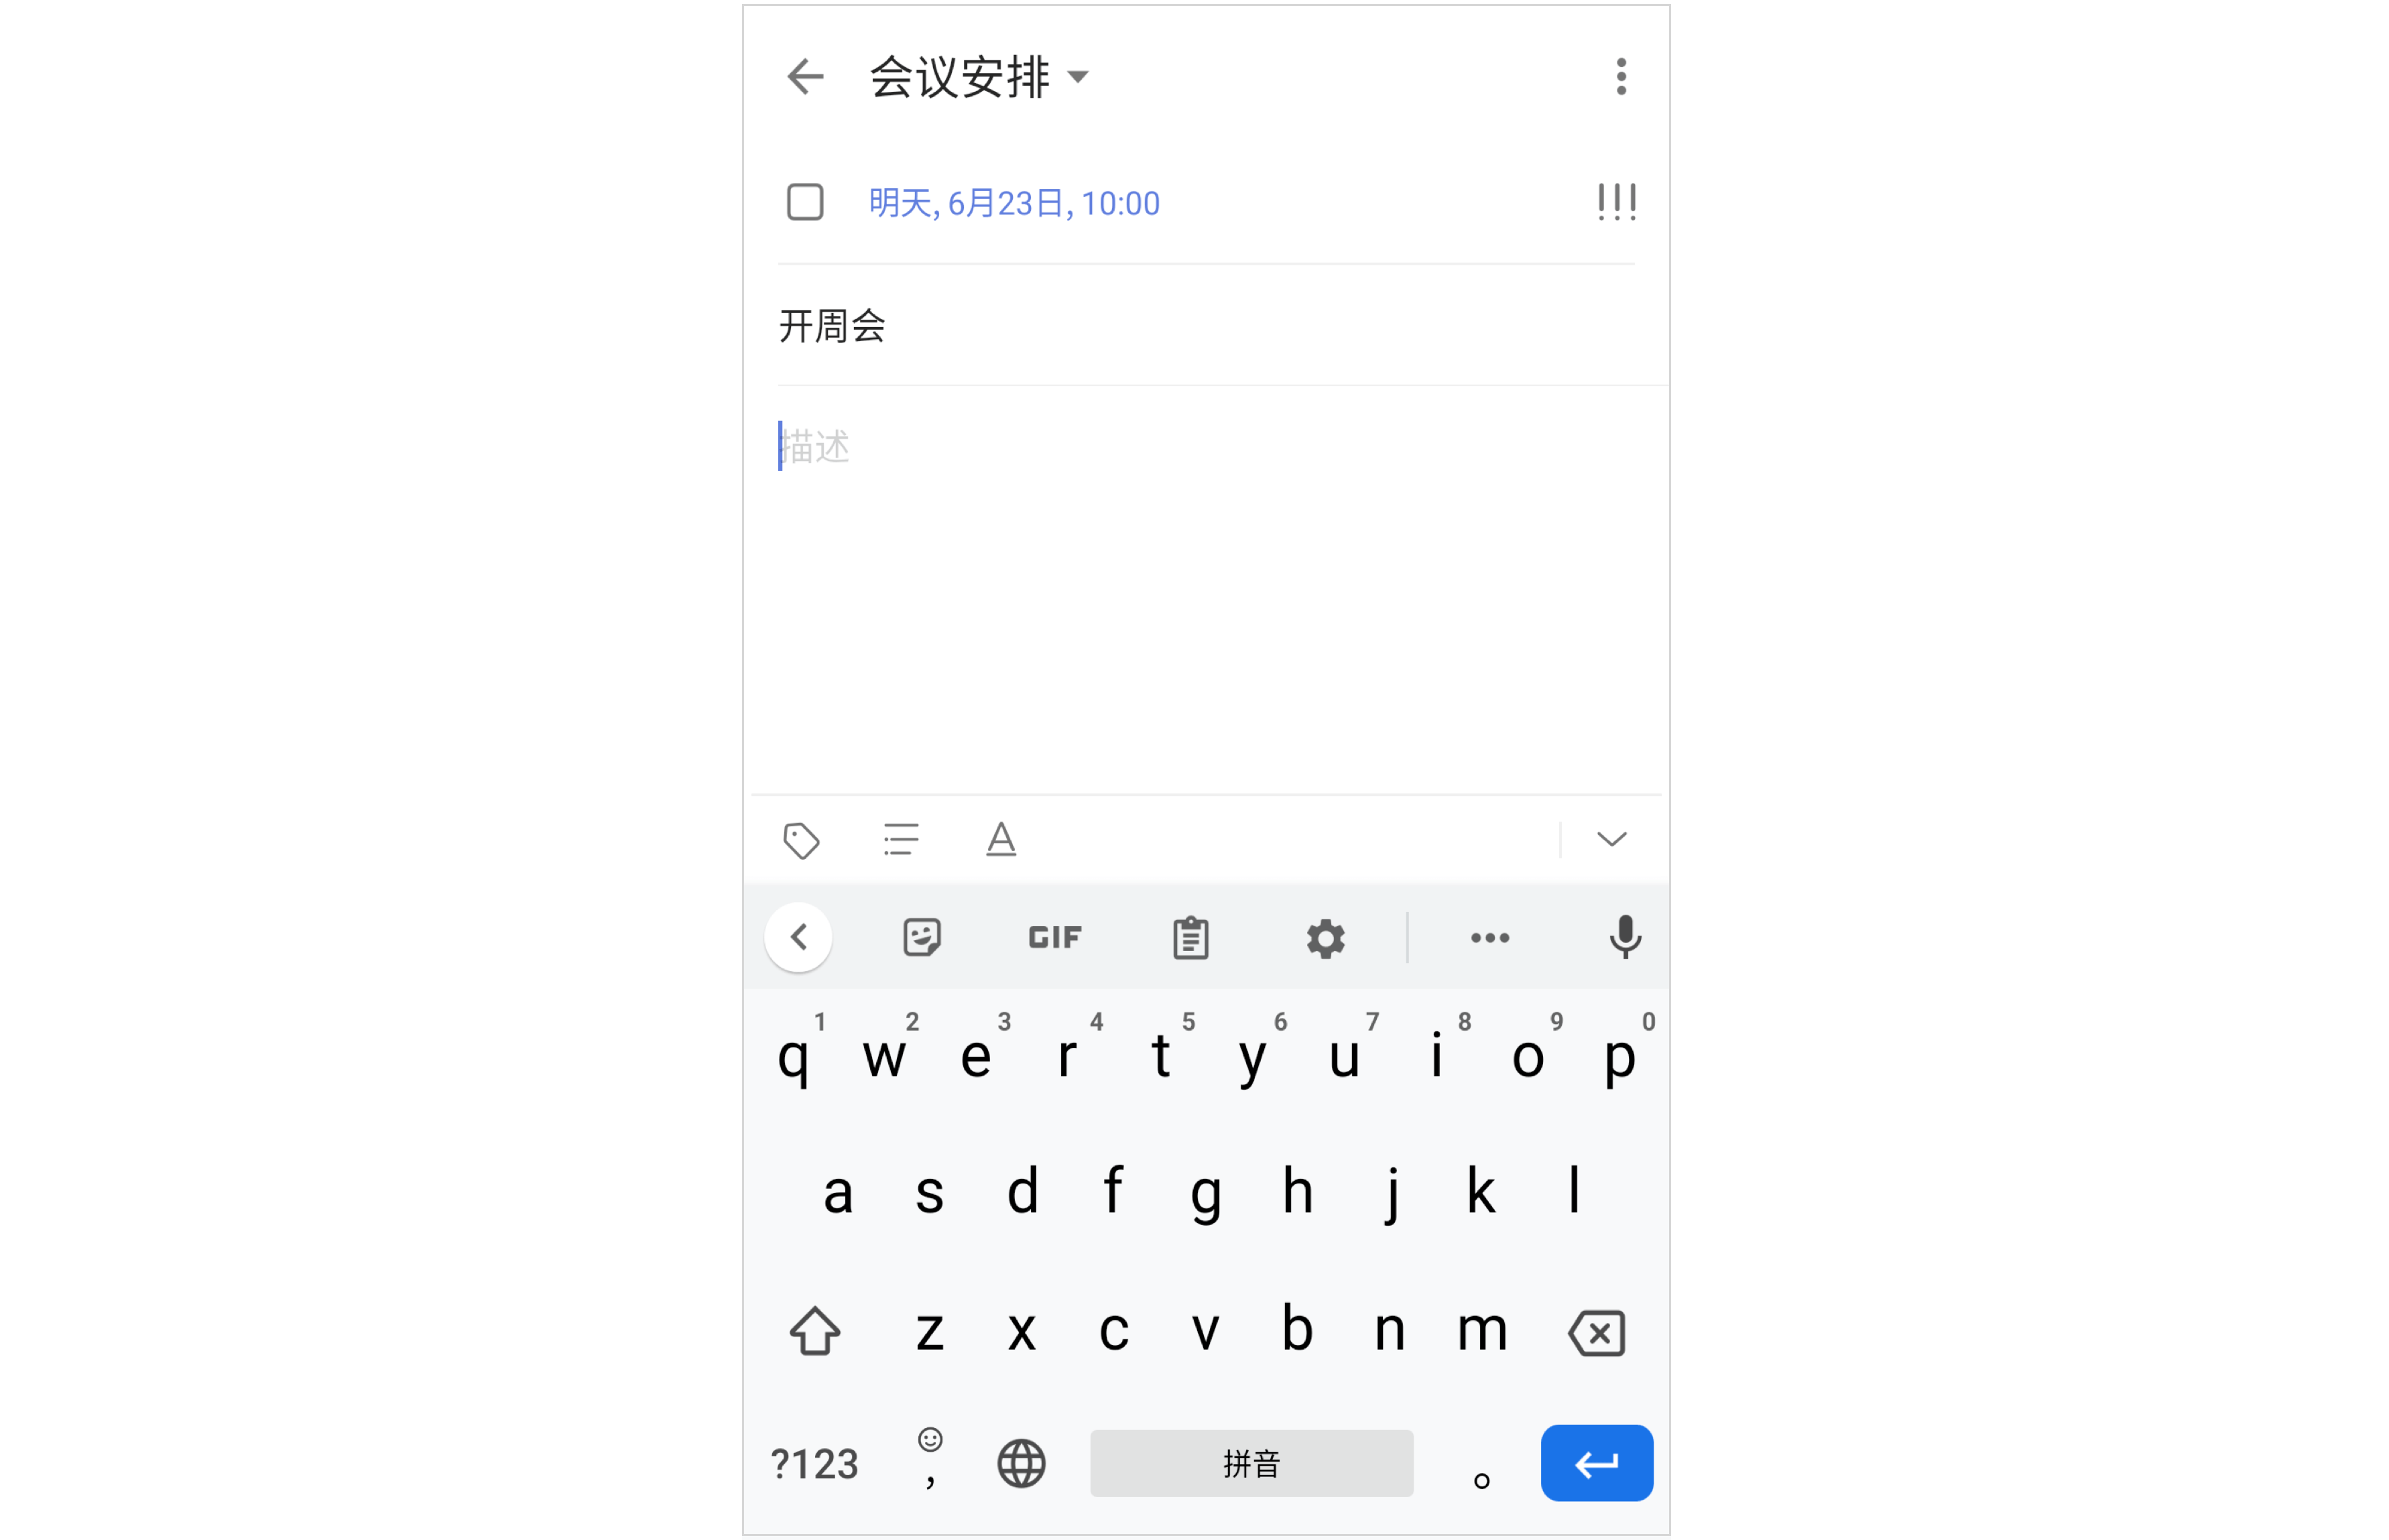 会议安排
明天, 6月23日, 10:00
!!!
开周会
描述
A
GIF
1 2 3 4 5 6 7 8 9 0
q w e r t y u i o p
a s d f g h j k l
z x c v b n m
?123 , 拼音 。